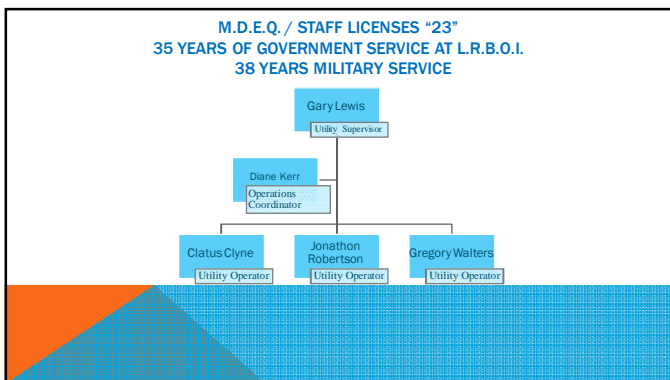 M.D.E.Q. / STAFF LICENSES “23”
35 YEARS OF GOVERNMENT SERVICE AT L.R.B.O.I.
38 YEARS MILITARY SERVICE
Gary Lewis
Utility Supervisor
Diane Kerr
Operations
Coordinator
Clatus Clyne
Utility Operator
Jonathon
Robertson
Utility Operator
Gregory Walters
Utility Operator